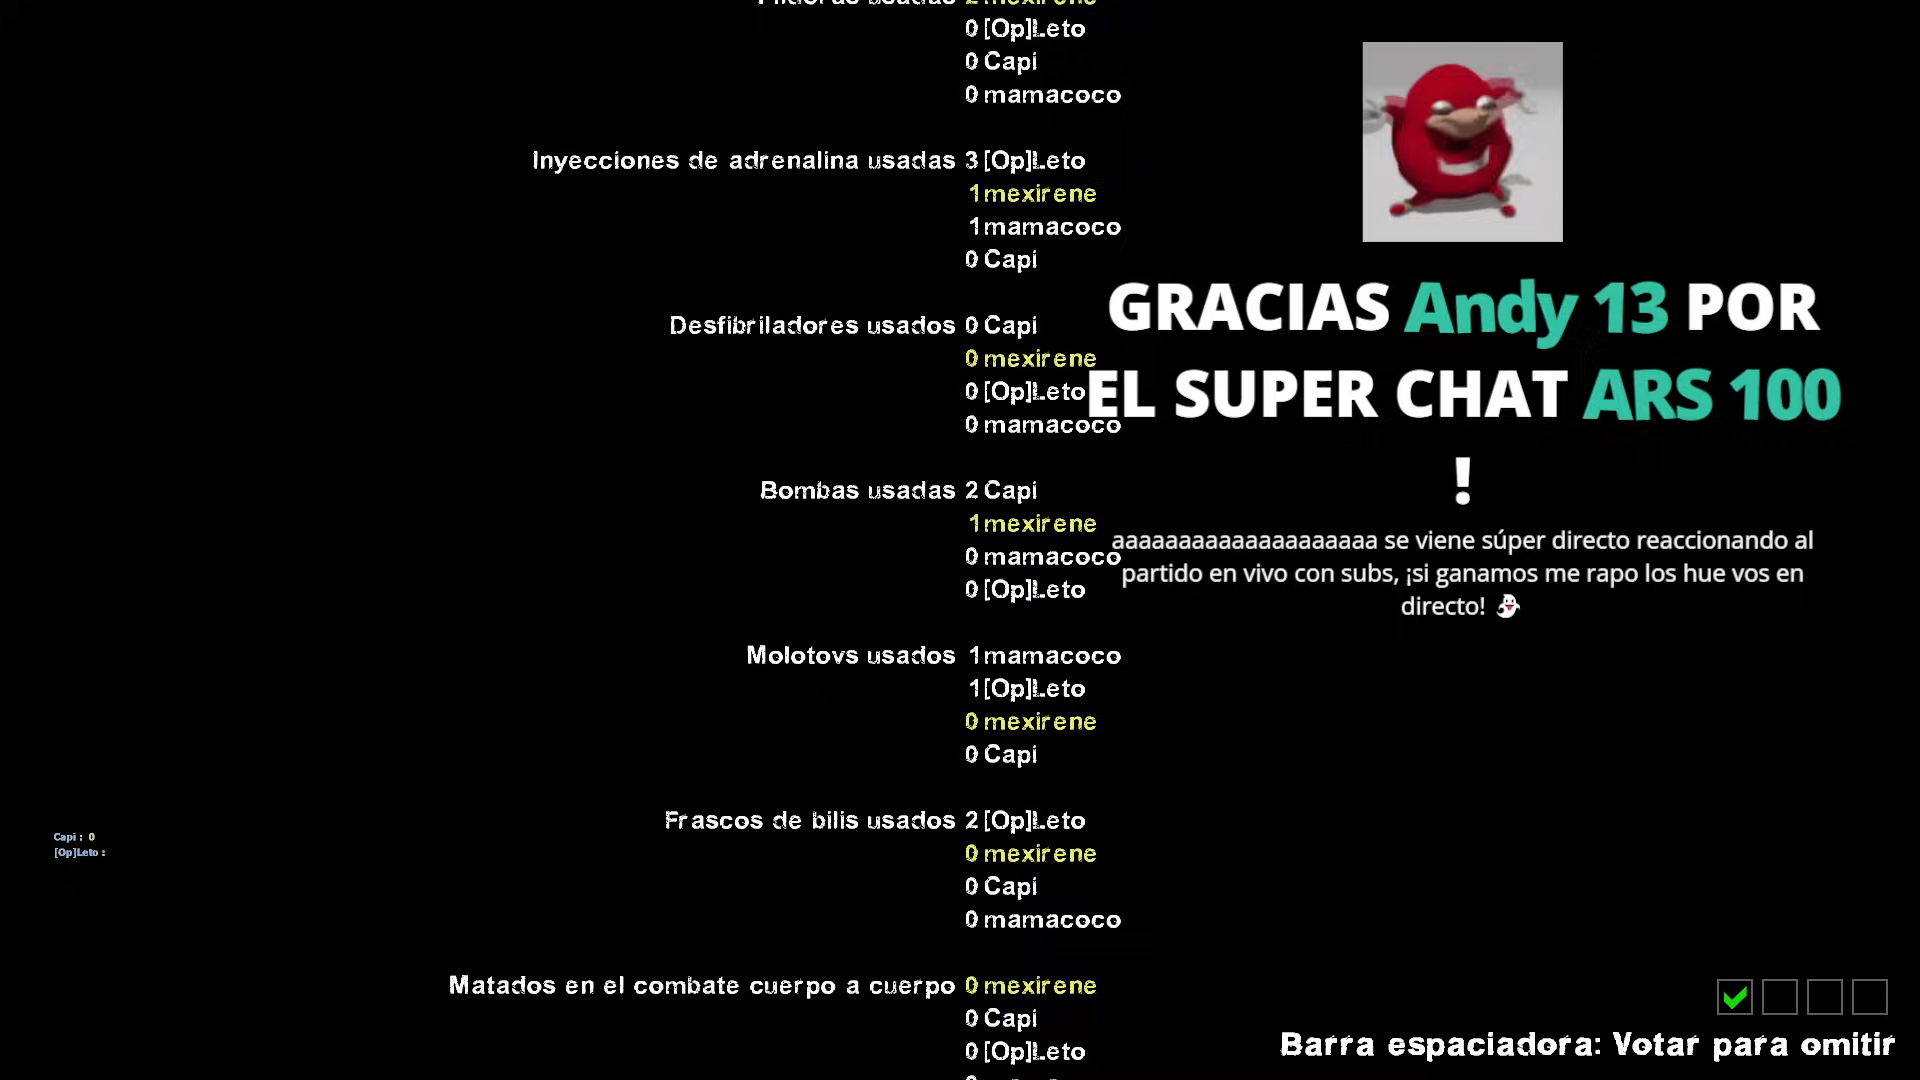 usadas 2 mexirene
0 [Op]Leto
0 Capi
0 mamacoco
Inyecciones de adrenalina usadas 3 [Op]Leto
1 mexirene
1 mamacoco
0 Capi
Desfibriladores usados 0 Capi
0 mexirene
0 [Op]Leto
0 mamacoco
Bombas usadas 2 Capi
1 mexirene
0 mamacoco
0 [Op]Leto
Molotovs usados 1 mamacoco
1 [Op]Leto
0 mexirene
0 Capi
Frascos de bilis usados 2 [Op]Leto
0 mexirene
0 Capi
0 mamacoco
Matados en el combate cuerpo a cuerpo 0 mexirene
0 Capi
0 [Op]Leto
GRACIAS Andy 13 POR
EL SUPER CHAT ARS 100
!
aaaaaaaaaaaaaaaaaaaa se viene súper directo reaccionando al
partido en vivo con subs, ¡si ganamos me rapo los hue vos en
directo! 👻
Capi : 0
[Op]Leto :
Barra espaciadora: Votar para omitir